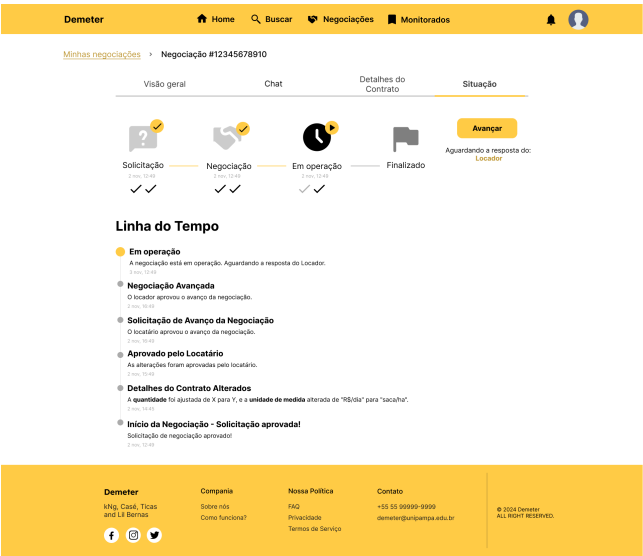 Demeter Home Buscar Negociações Monitorados
Minhas negociações › Negociação #12345678910
Visão geral Chat Detalhes do Contrato Situação
Avançar
Aguardando a resposta do:
Locador
Solicitação Negociação Em operação Finalizado
2 nov, 12:49 2 nov, 12:49 2 nov, 12:49
Linha do Tempo
Em operação
A negociação está em operação. Aguardando a resposta do Locador.
2 nov, 12:49
Negociação Avançada
O locador aprovou o avanço da negociação.
2 nov, 16:49
Solicitação de Avanço da Negociação
O locatário aprovou o avanço da negociação.
2 nov, 16:49
Aprovado pelo Locatário
As alterações foram aprovadas pelo locatário.
2 nov, 15:49
Detalhes do Contrato Alterados
A quantidade foi ajustada de X para Y, e a unidade de medida alterada de "R$/dia" para "saca/ha".
2 nov, 14:49
Início da Negociação - Solicitação aprovada!
Solicitação de negociação aprovado!
2 nov, 12:49
Demeter
kNg, Casé, Ticas
and Lil Bernas
Compania
Sobre nós
Como funciona?
Nossa Política
FAQ
Privacidade
Termos de Serviço
Contato
+55 55 99999-9999
demeter@unipampa.edu.br
© 2024 Demeter
ALL RIGHT RESERVED.